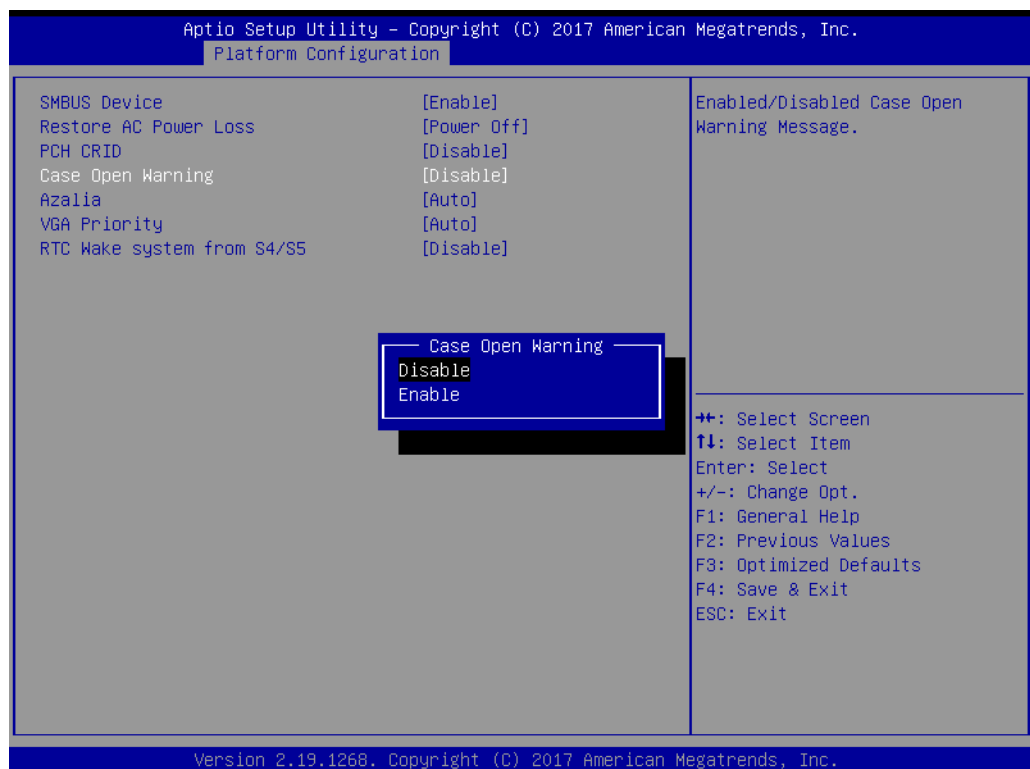 Aptio Setup Utility – Copyright (C) 2017 American Megatrends, Inc.
Platform Configuration
SMBUS Device [Enable]
Restore AC Power Loss [Power Off]
PCH CRID [Disable]
Case Open Warning [Disable]
Azalia [Auto]
VGA Priority [Auto]
RTC Wake system from S4/S5 [Disable]
Enabled/Disabled Case Open
Warning Message.
Case Open Warning
Disable
Enable
→←: Select Screen
↑↓: Select Item
Enter: Select
+/-: Change Opt.
F1: General Help
F2: Previous Values
F3: Optimized Defaults
F4: Save & Exit
ESC: Exit
Version 2.19.1268. Copyright (C) 2017 American Megatrends, Inc.